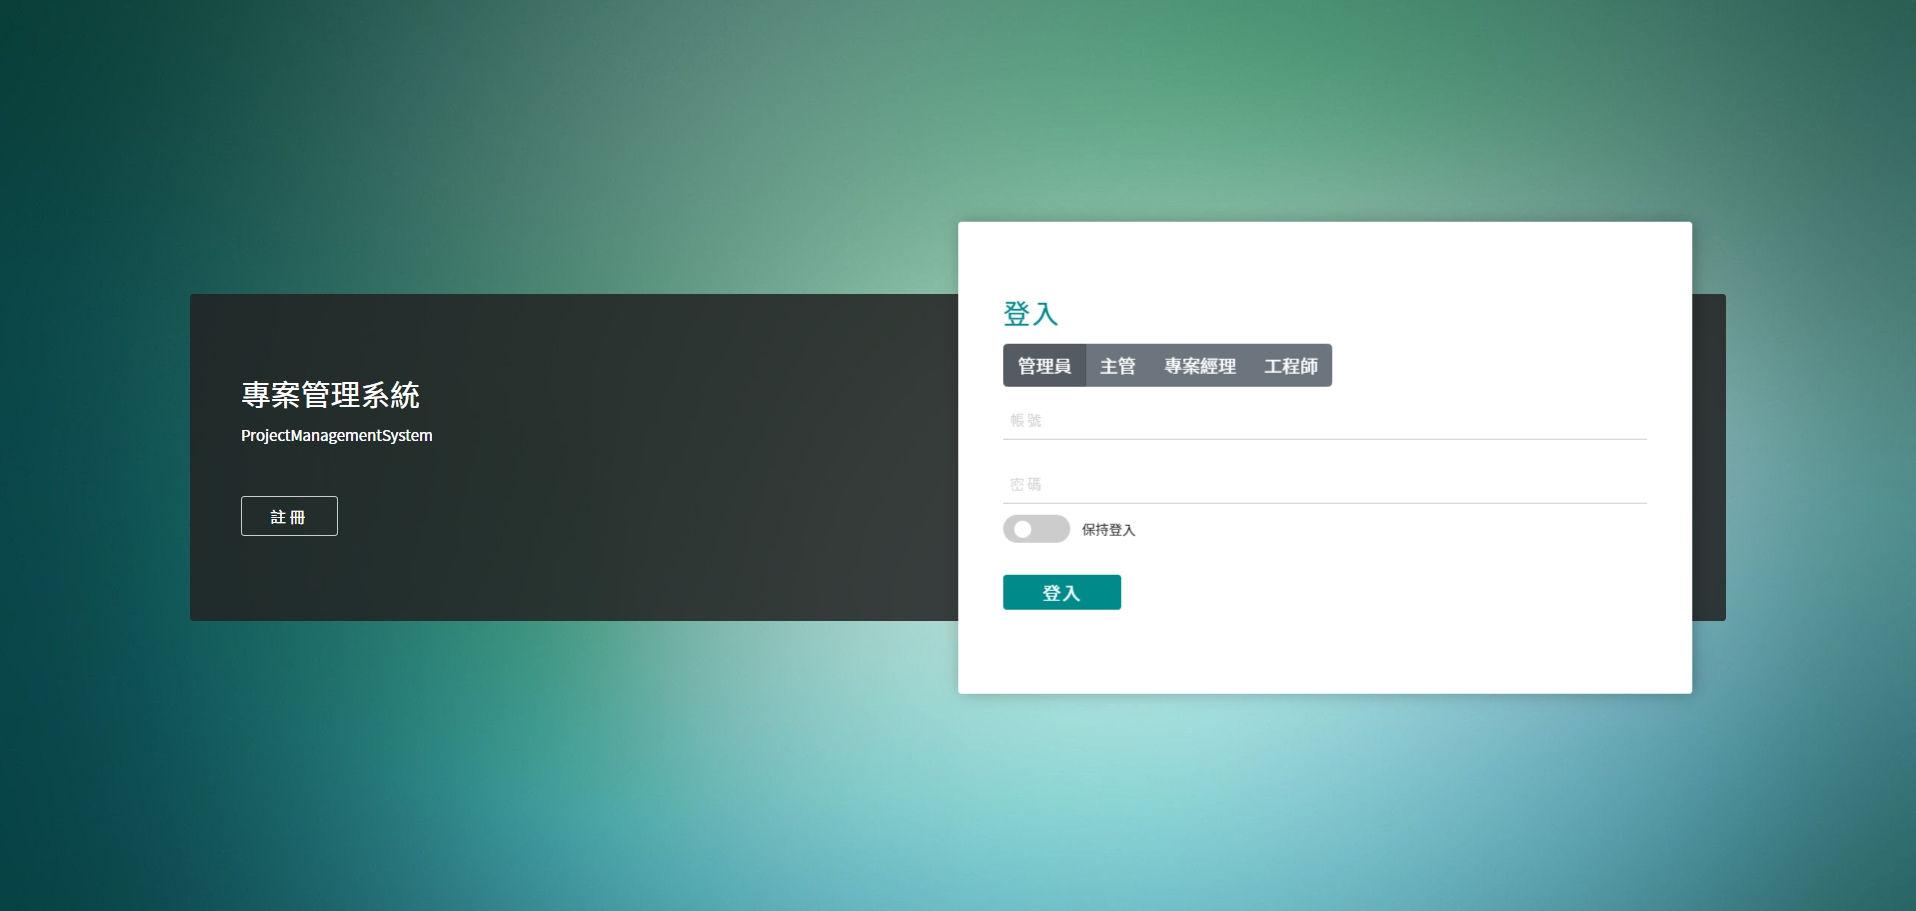 專案管理系統
ProjectManagementSystem
註冊
登入
管理員 主管 專案經理 工程師
帳號
密碼
保持登入
登入